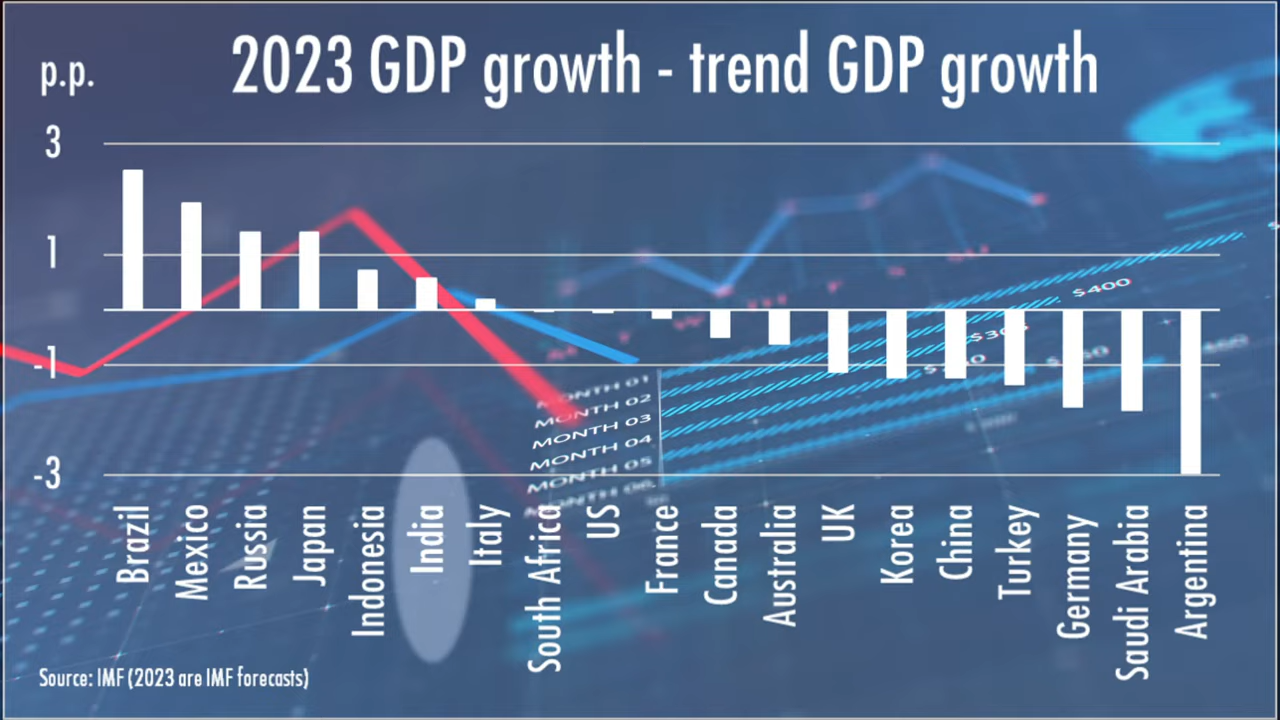 2023 GDP growth - trend GDP growth
p.p.
3
1
-1
-3
$400
MONTH 01
MONTH 02
MONTH 03
MONTH 04
MONTH 05
MONTH 06
Brazil
Mexico
Russia
Japan
Indonesia
India
Italy
South Africa
US
France
Canada
Australia
UK
Korea
China
Turkey
Germany
Saudi Arabia
Argentina
Source: IMF (2023 are IMF forecasts)